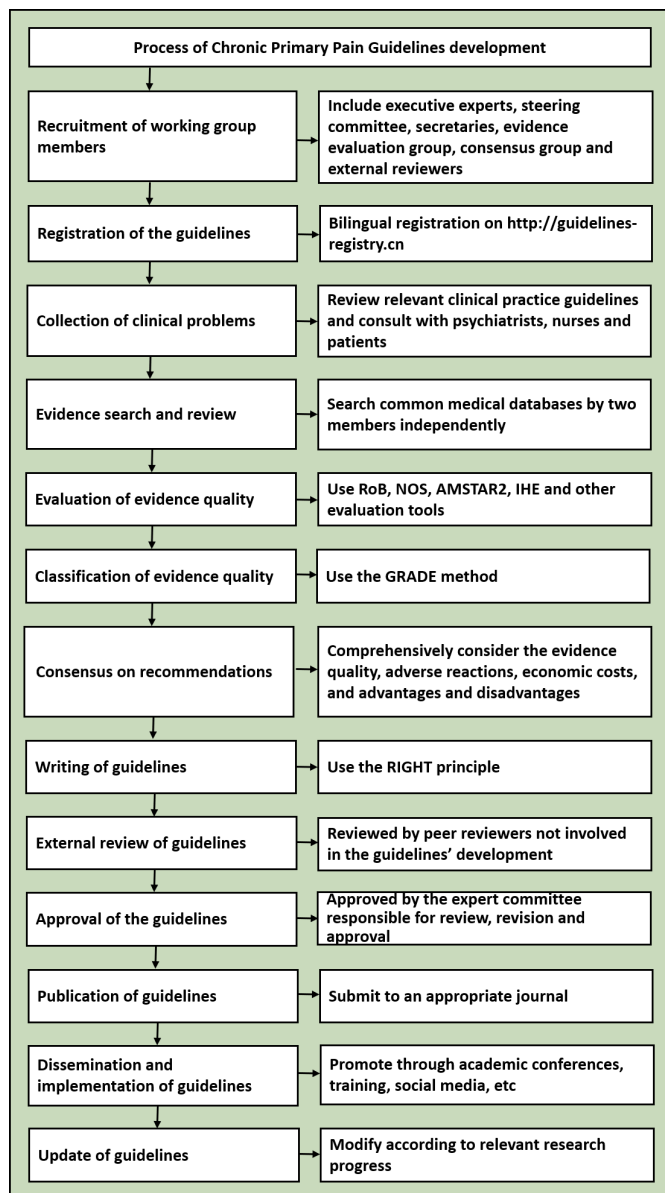 Process of Chronic Primary Pain Guidelines development
Recruitment of working group
members
Include executive experts, steering
committee, secretaries, evidence
evaluation group, consensus group and
external reviewers
Registration of the guidelines
Bilingual registration on http://guidelines-
registry.cn
Collection of clinical problems
Review relevant clinical practice guidelines
and consult with psychiatrists, nurses and
patients
Evidence search and review
Search common medical databases by two
members independently
Evaluation of evidence quality
Use RoB, NOS, AMSTAR2, IHE and other
evaluation tools
Classification of evidence quality
Use the GRADE method
Consensus on recommendations
Comprehensively consider the evidence
quality, adverse reactions, economic costs,
and advantages and disadvantages
Writing of guidelines
Use the RIGHT principle
External review of guidelines
Reviewed by peer reviewers not involved
in the guidelines’ development
Approval of the guidelines
Approved by the expert committee
responsible for review, revision and
approval
Publication of guidelines
Submit to an appropriate journal
Dissemination and
implementation of guidelines
Promote through academic conferences,
training, social media, etc
Update of guidelines
Modify according to relevant research
progress